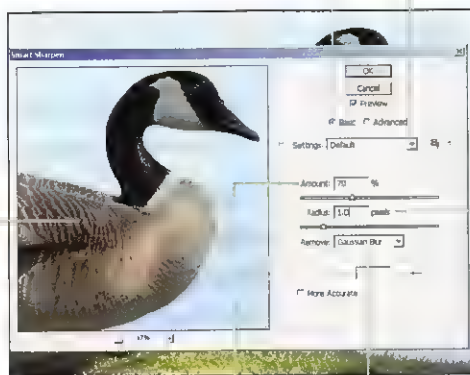 Smart Sharpen
OK
Cancel
Preview
Basic Advanced
Settings: Default
Amount: 70 %
Radius: 1.0 pixels
Remove: Gaussian Blur
More Accurate